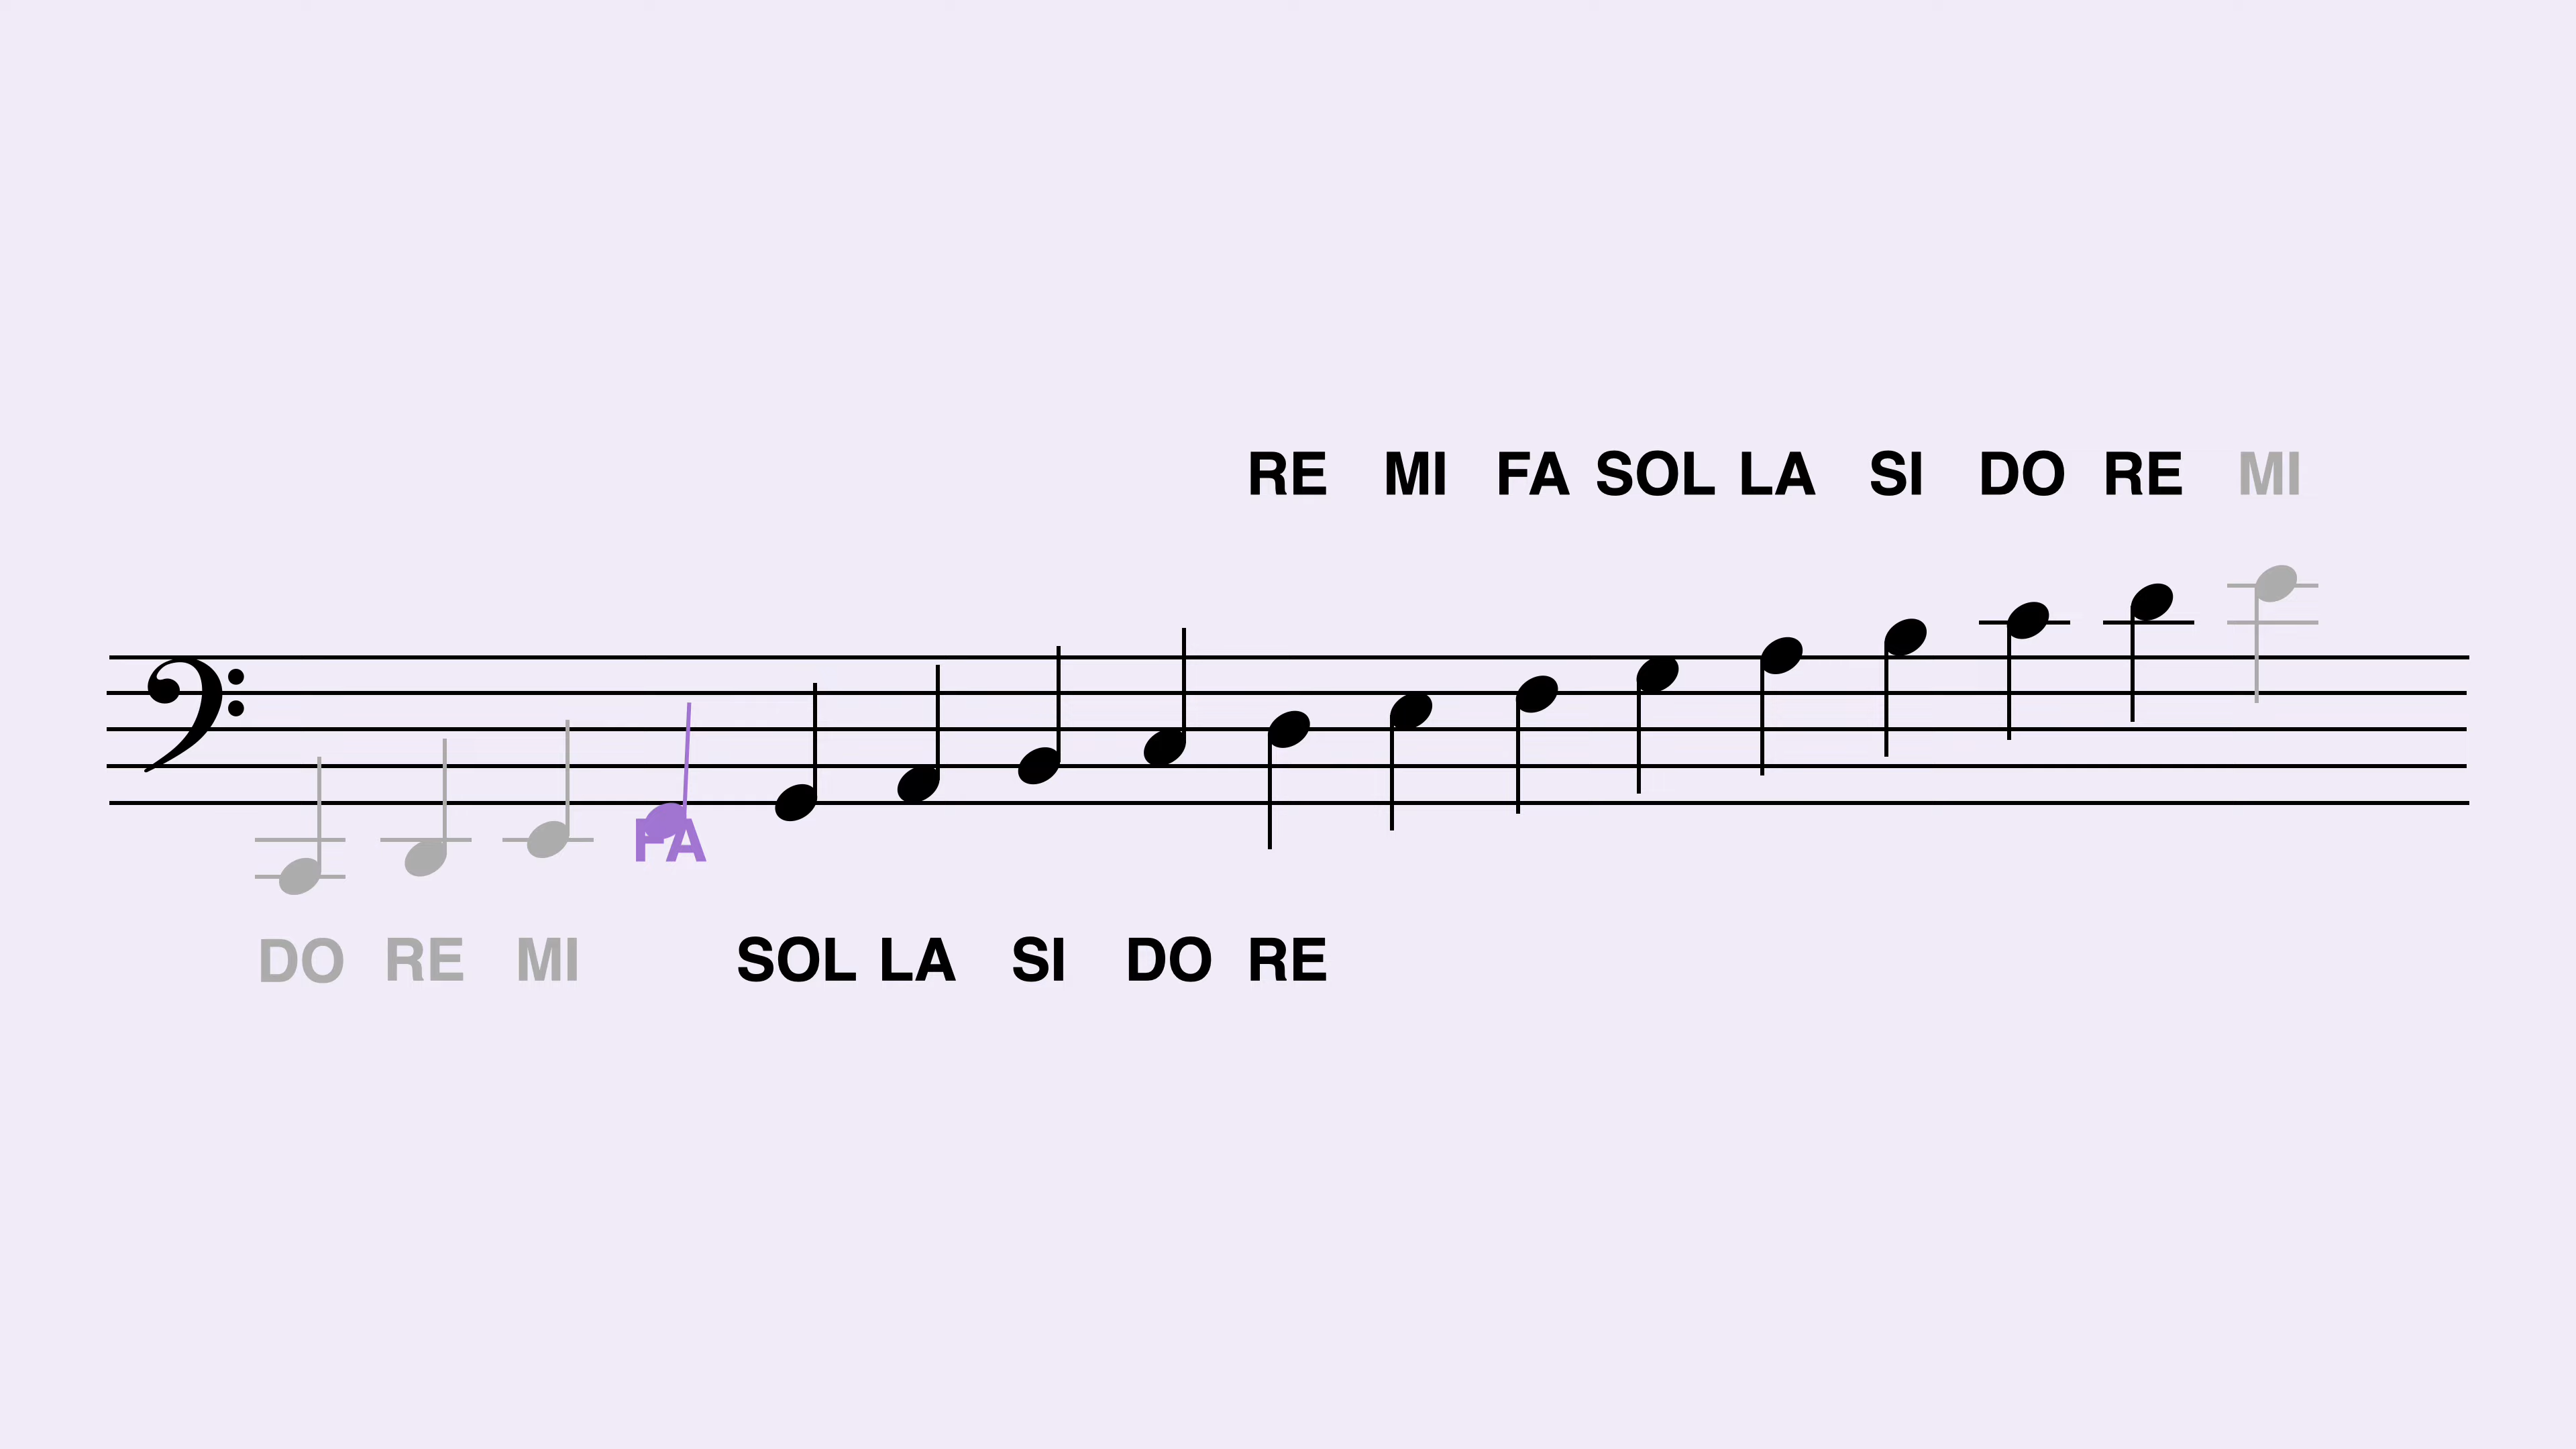 RE MI FA SOL LA SI DO RE MI
FA
DO RE MI SOL LA SI DO RE